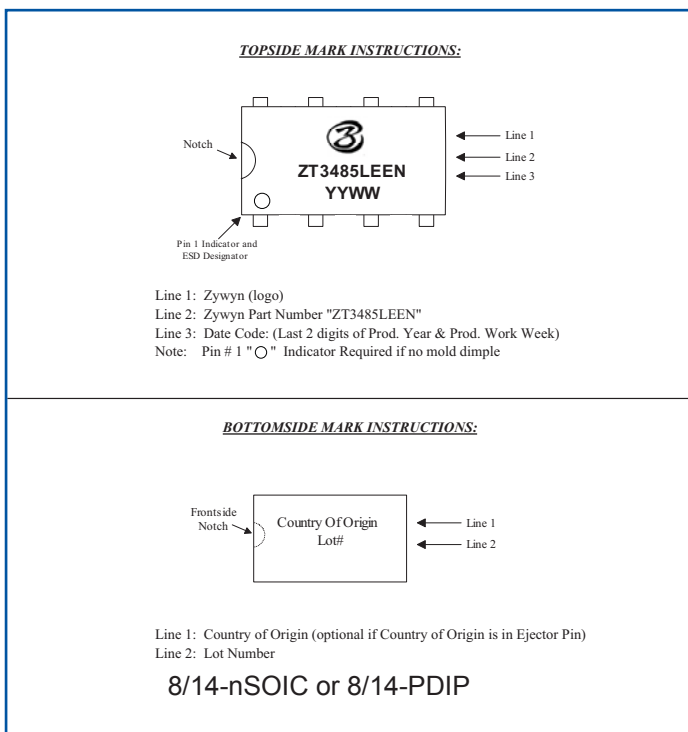 TOPSIDE MARK INSTRUCTIONS:
Notch
ZT3485LEEN
YYWW
Line 1
Line 2
Line 3
Pin 1 Indicator and
ESD Designator
Line 1: Zywyn (logo)
Line 2: Zywyn Part Number "ZT3485LEEN"
Line 3: Date Code: (Last 2 digits of Prod. Year & Prod. Work Week)
Note: Pin # 1 "○" Indicator Required if no mold dimple
BOTTOMSIDE MARK INSTRUCTIONS:
Frontside
Notch
Country Of Origin
Lot#
Line 1
Line 2
Line 1: Country of Origin (optional if Country of Origin is in Ejector Pin)
Line 2: Lot Number
8/14-nSOIC or 8/14-PDIP